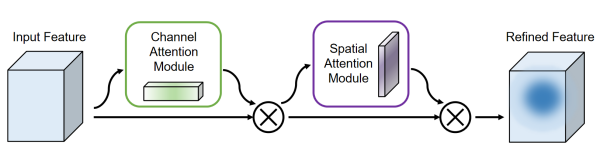 Input Feature
Channel
Attention
Module
Spatial
Attention
Module
Refined Feature